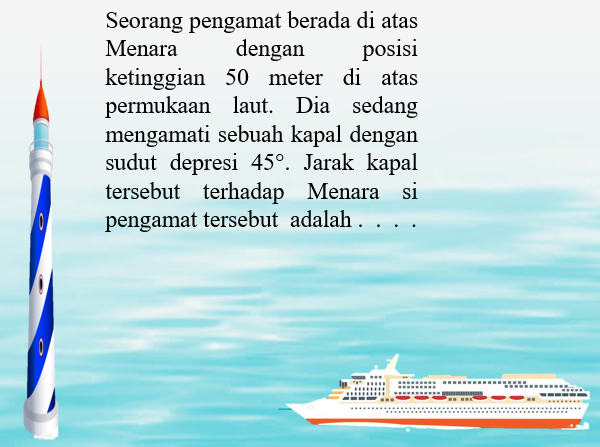 Seorang pengamat berada di atas
Menara dengan posisi
ketinggian 50 meter di atas
permukaan laut. Dia sedang
mengamati sebuah kapal dengan
sudut depresi 45°. Jarak kapal
tersebut terhadap Menara si
pengamat tersebut adalah . . . .